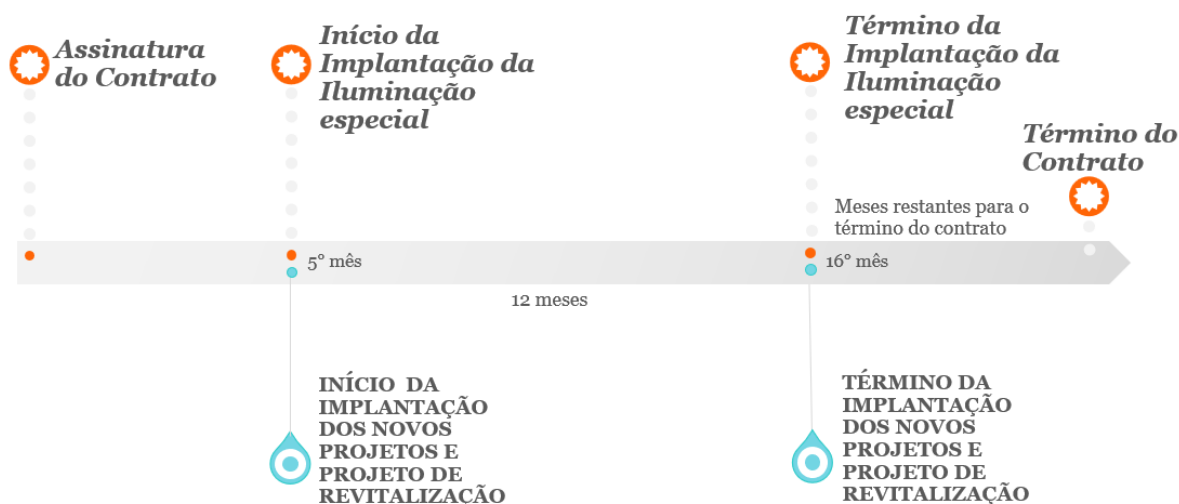 Assinatura
do Contrato
Início da
Implantação da
Iluminação
especial
Término da
Implantação da
Iluminação
especial
Término do
Contrato
Meses restantes para o
término do contrato
5° mês
16° mês
12 meses
INÍCIO DA
IMPLANTAÇÃO
DOS NOVOS
PROJETOS E
PROJETO DE
REVITALIZAÇÃO
TÉRMINO DA
IMPLANTAÇÃO
DOS NOVOS
PROJETOS E
PROJETO DE
REVITALIZAÇÃO